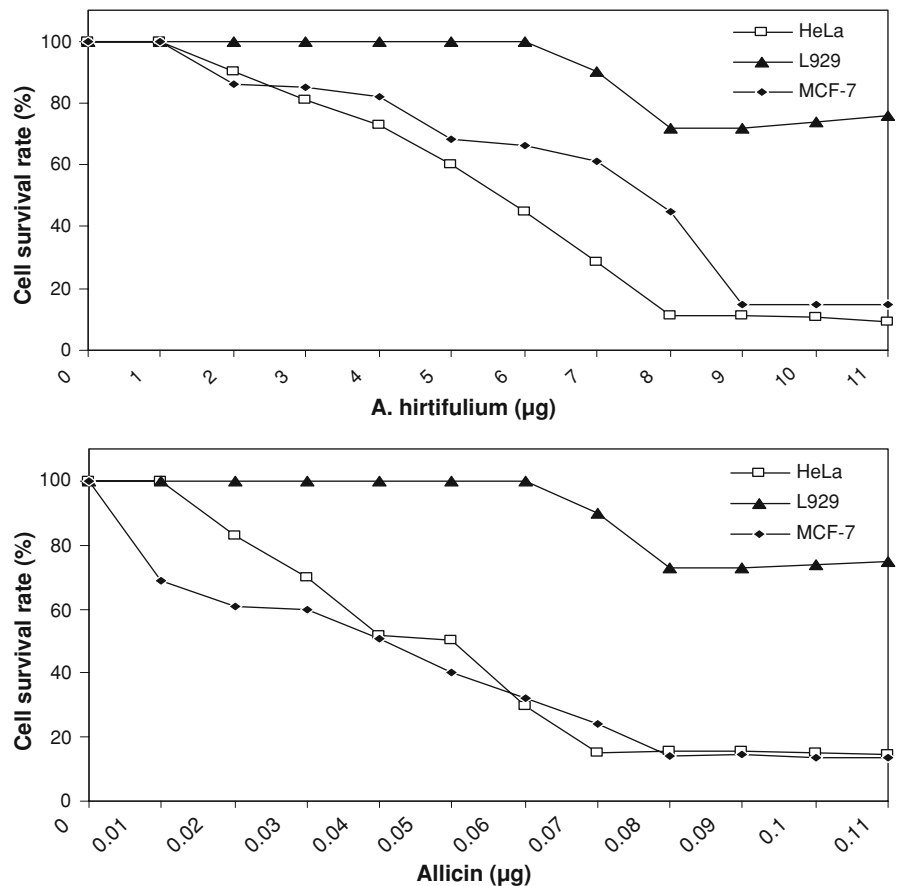 Cell survival rate (%)
100
80
60
40
20
0
HeLa
L929
MCF-7
0 1 2 3 4 5 6 7 8 9 10 11
A. hirtifulium (µg)
Cell survival rate (%)
100
80
60
40
20
0
HeLa
L929
MCF-7
0 0.01 0.02 0.03 0.04 0.05 0.06 0.07 0.08 0.09 0.1 0.11
Allicin (µg)